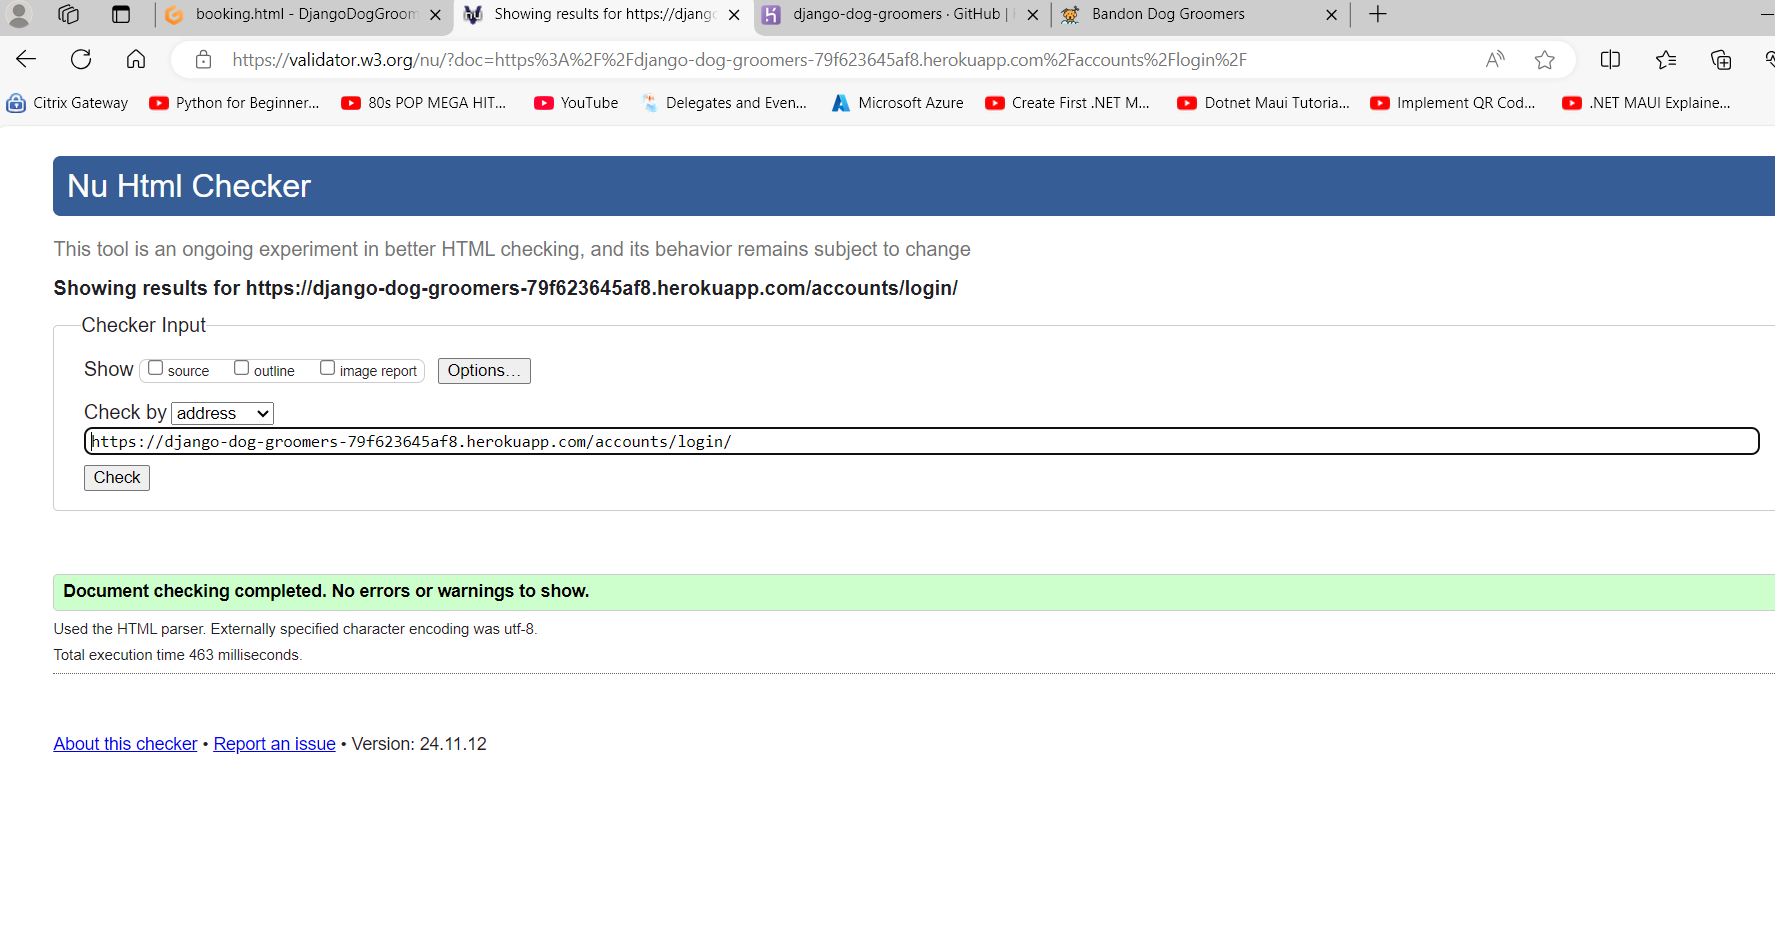 booking.html - DjangoDogGroom
Showing results for https://djang
django-dog-groomers · GitHub |
Bandon Dog Groomers
https://validator.w3.org/nu/?doc=https%3A%2F%2Fdjango-dog-groomers-79f623645af8.herokuapp.com%2Faccounts%2Flogin%2F
Citrix Gateway
Python for Beginner...
80s POP MEGA HIT...
YouTube
Delegates and Even...
Microsoft Azure
Create First .NET M...
Dotnet Maui Tutoria...
Implement QR Cod...
.NET MAUI Explaine...
Nu Html Checker
This tool is an ongoing experiment in better HTML checking, and its behavior remains subject to change
Showing results for https://django-dog-groomers-79f623645af8.herokuapp.com/accounts/login/
Checker Input
Show source outline image report Options...
Check by address
https://django-dog-groomers-79f623645af8.herokuapp.com/accounts/login/
Check
Document checking completed. No errors or warnings to show.
Used the HTML parser. Externally specified character encoding was utf-8.
Total execution time 463 milliseconds.
About this checker • Report an issue • Version: 24.11.12